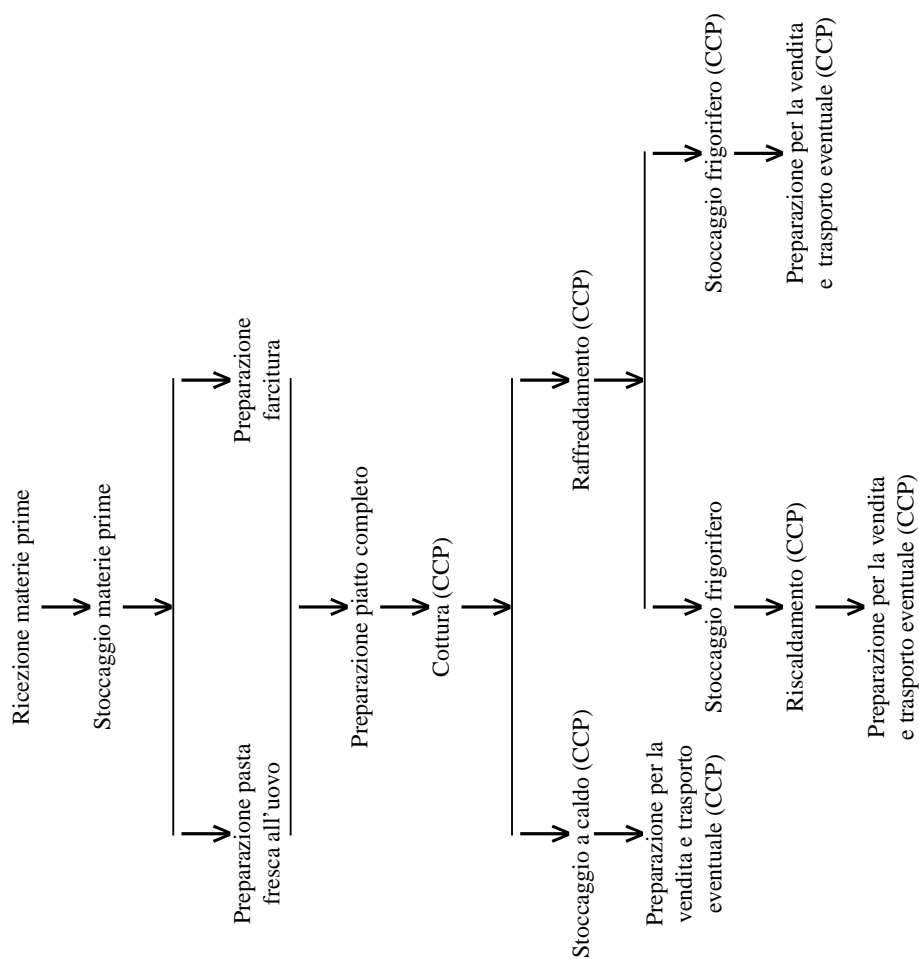 Ricezione materie prime
Stoccaggio materie prime
Preparazione pasta
fresca all'uovo
Preparazione
farcitura
Preparazione piatto completo
Cottura (CCP)
Stoccaggio a caldo (CCP)
Preparazione per la
vendita e trasporto
eventuale (CCP)
Raffreddamento (CCP)
Stoccaggio frigorifero
Riscaldamento (CCP)
Preparazione per la vendita
e trasporto eventuale (CCP)
Stoccaggio frigorifero (CCP)
Preparazione per la vendita
e trasporto eventuale (CCP)